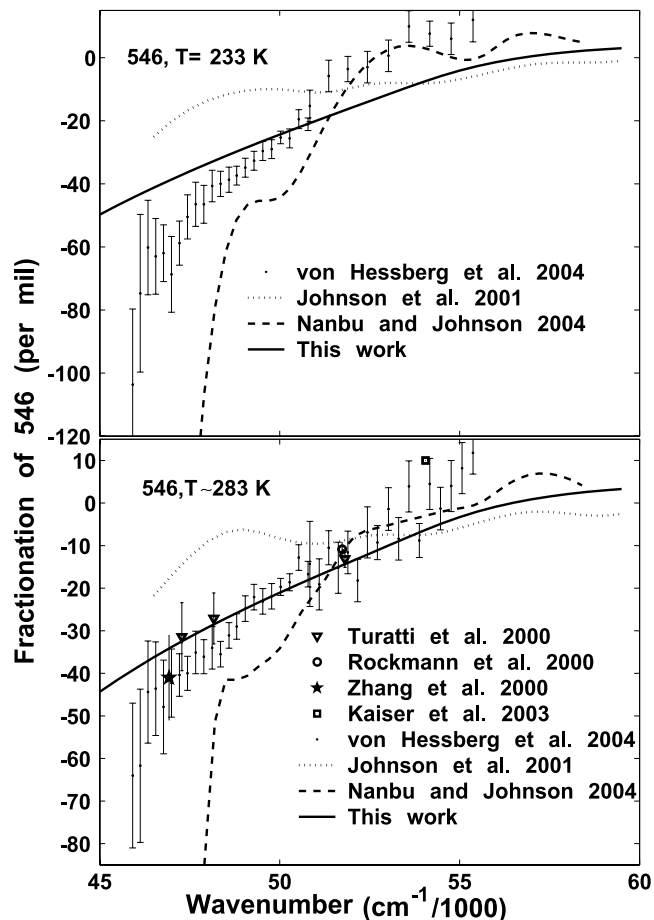 546, T= 233 K
0
-20
-40
-60
-80
-100
-120
von Hessberg et al. 2004
Johnson et al. 2001
Nanbu and Johnson 2004
This work
Fractionation of 546 (per mil)
546,T~283 K
10
0
-10
-20
-30
-40
-50
-60
-70
-80
Turatti et al. 2000
Rockmann et al. 2000
Zhang et al. 2000
Kaiser et al. 2003
von Hessberg et al. 2004
Johnson et al. 2001
Nanbu and Johnson 2004
This work
45 50 55 60
Wavenumber (cm⁻¹/1000)